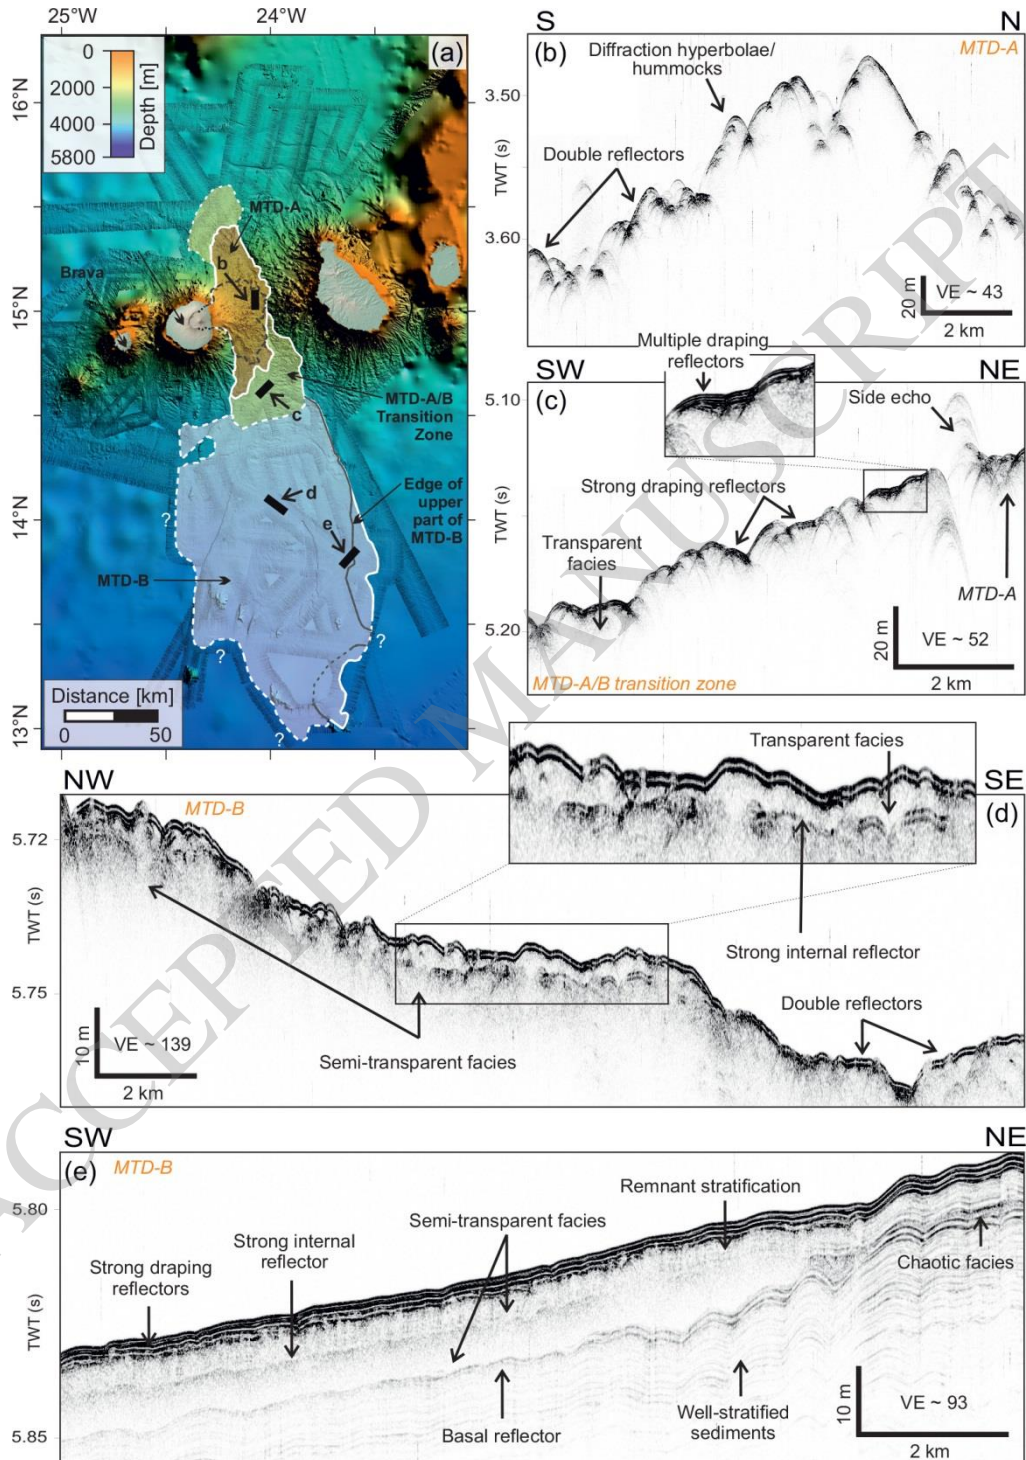 25°W
24°W
(a)
0
2000
4000
5800
Depth [m]
16°N
15°N
14°N
13°N
MTD-A
b
Brava
MTD-A/B
Transition
Zone
c
d
Edge of
upper
part of
MTD-B
e
MTD-B
?
?
?
?
Distance [km]
0
50
S
N
(b)
MTD-A
Diffraction hyperbolae/
hummocks
Double reflectors
3.50
TWT (s)
3.60
20 m
VE ~ 43
2 km
SW
NE
(c)
Multiple draping
reflectors
Side echo
5.10
TWT (s)
5.20
Strong draping reflectors
Transparent
facies
MTD-A
20 m
VE ~ 52
2 km
MTD-A/B transition zone
NW
SE
MTD-B
(d)
Transparent facies
5.72
TWT (s)
5.75
Strong internal reflector
Double reflectors
10 m
VE ~ 139
2 km
Semi-transparent facies
SW
NE
(e)
MTD-B
Remnant stratification
5.80
TWT (s)
5.85
Semi-transparent facies
Strong internal
reflector
Strong draping
reflectors
Chaotic facies
Basal reflector
Well-stratified
sediments
10 m
VE ~ 93
2 km
ACCEPTED MANUSCRIPT